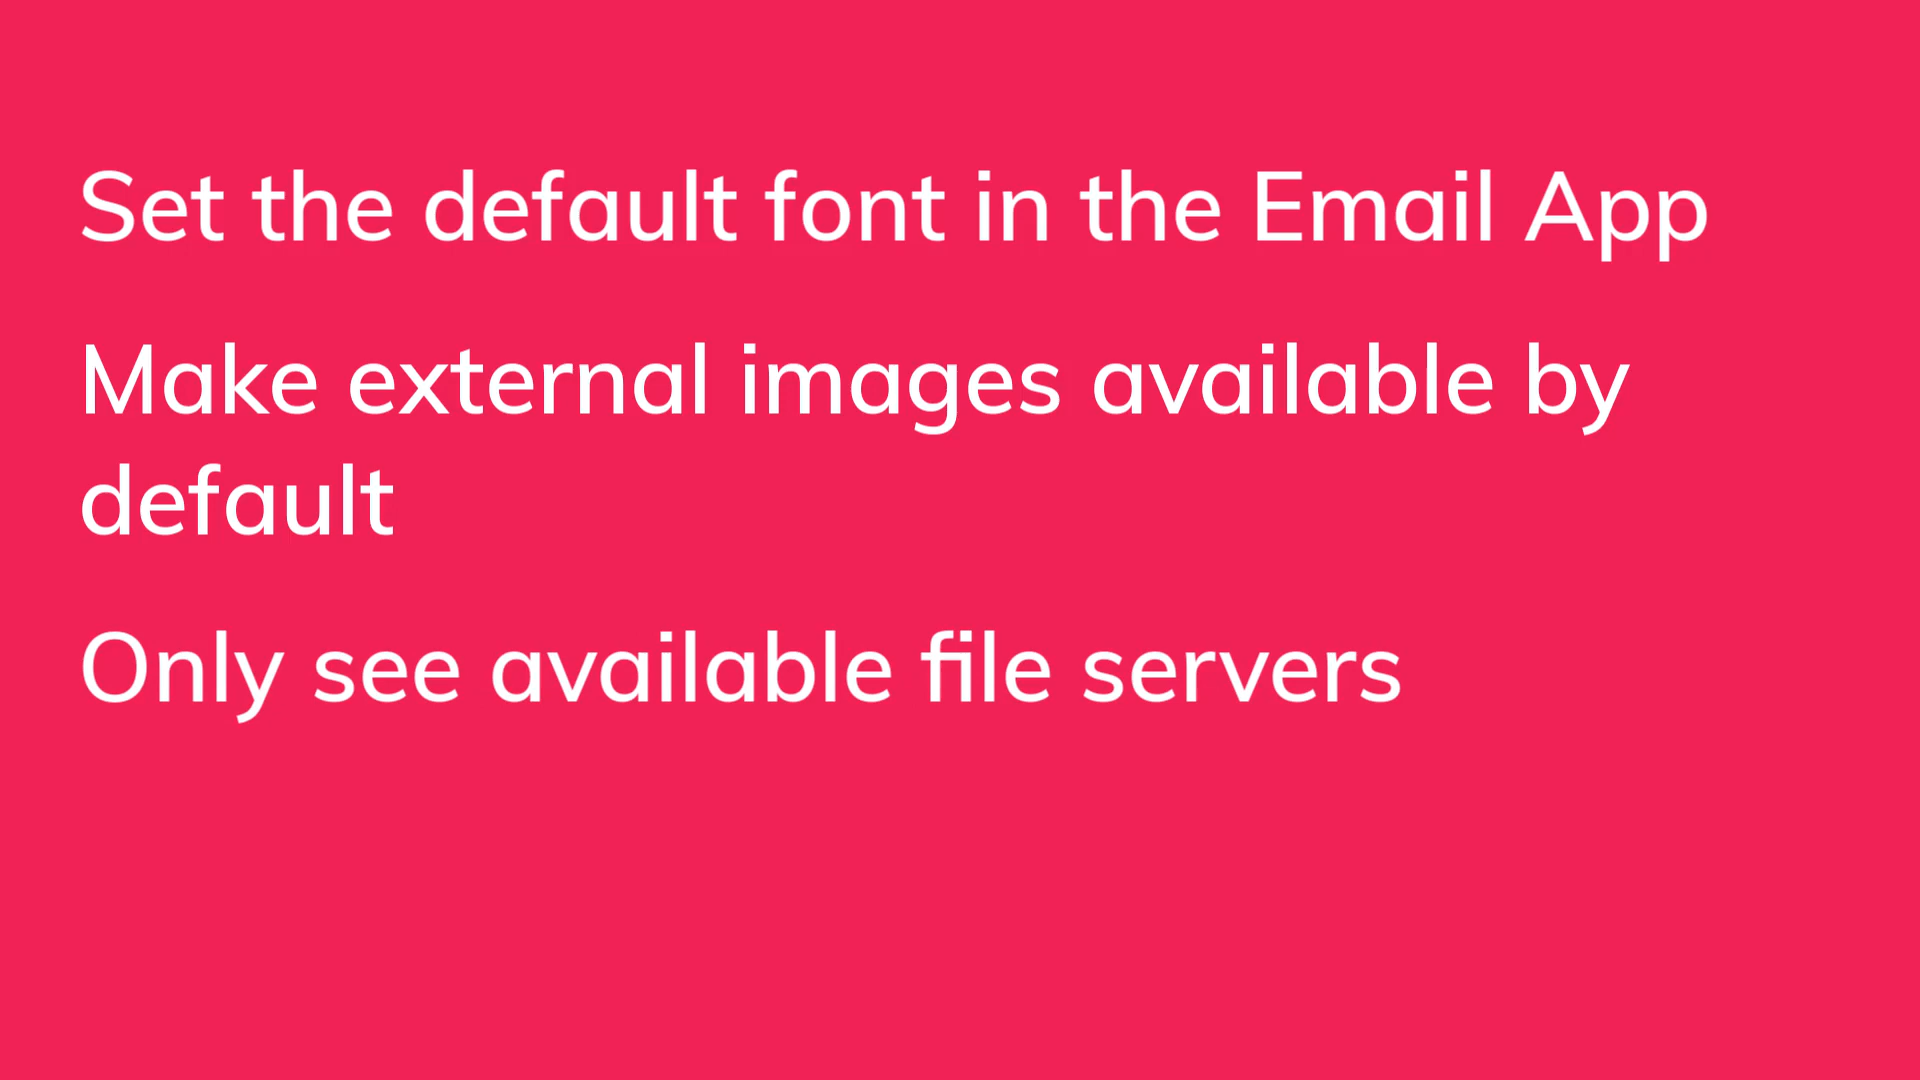 Set the default font in the Email App
Make external images available by
default
Only see available file servers